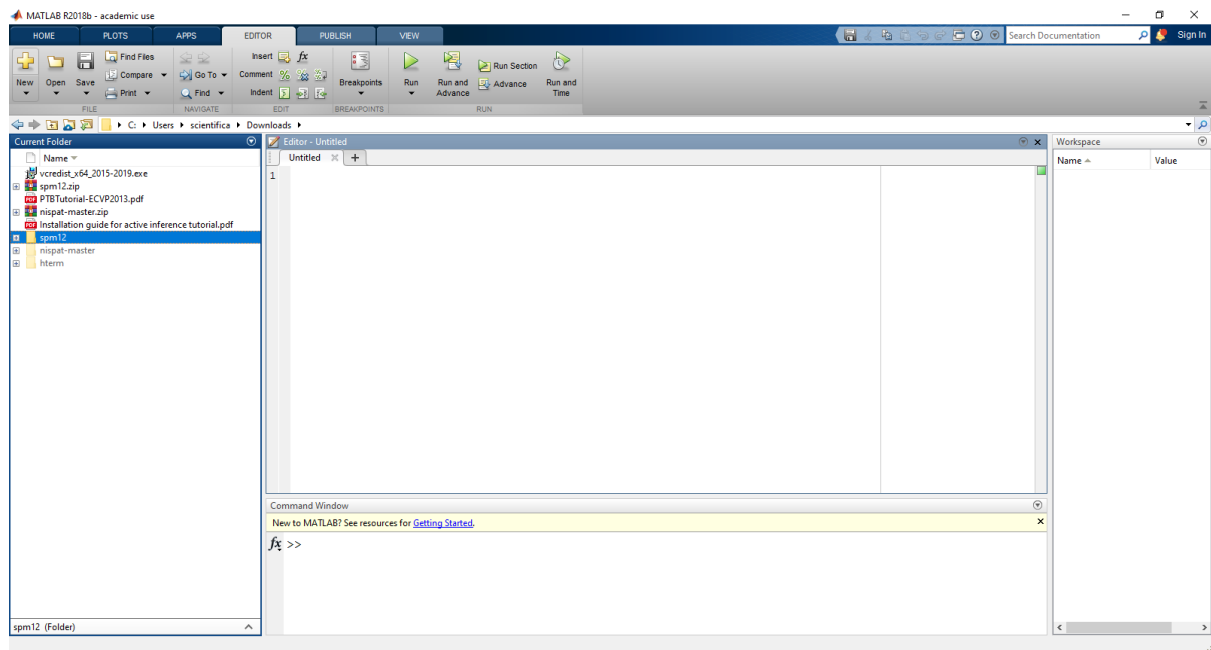 MATLAB R2018b - academic use
HOME PLOTS APPS EDITOR PUBLISH VIEW Search Documentation Sign In
New Open Save Find Files Compare Print Go To Find Insert fx Comment Indent Breakpoints Run Run and Advance Run Section Advance Run and Time
FILE NAVIGATE EDIT BREAKPOINTS RUN
C: Users scientifica Downloads
Current Folder
Name
vcredist_x64_2015-2019.exe
spm12.zip
PTBTutorial-ECVP2013.pdf
nispat-master.zip
Installation guide for active inference tutorial.pdf
spm12
nispat-master
hterm
spm12 (Folder)
Editor - Untitled
Untitled
1
Command Window
New to MATLAB? See resources for Getting Started.
fx >>
Workspace
Name Value